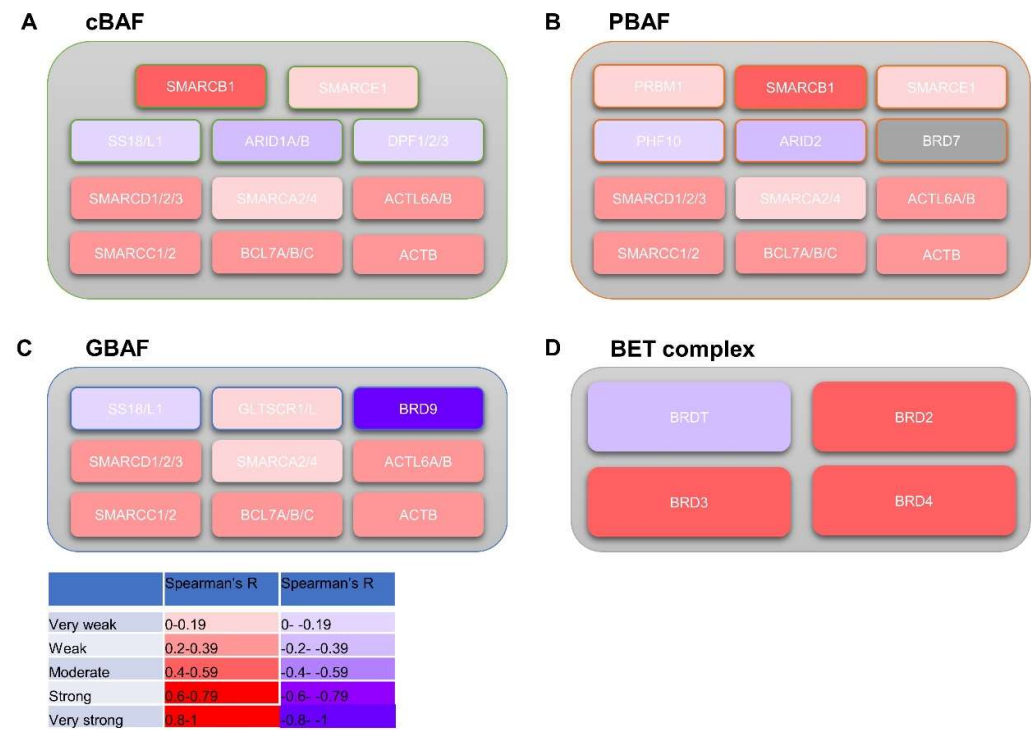 A cBAF
SMARCB1 SMARCE1
SS18/L1 ARID1A/B DPF1/2/3
SMARCD1/2/3 SMARCA2/4 ACTL6A/B
SMARCC1/2 BCL7A/B/C ACTB
B PBAF
PRBM1 SMARCB1 SMARCE1
PHF10 ARID2 BRD7
SMARCD1/2/3 SMARCA2/4 ACTL6A/B
SMARCC1/2 BCL7A/B/C ACTB
C GBAF
SS18/L1 GLTSCR1/L BRD9
SMARCD1/2/3 SMARCA2/4 ACTL6A/B
SMARCC1/2 BCL7A/B/C ACTB
D BET complex
BRDT BRD2
BRD3 BRD4
Spearman's R Spearman's R
Very weak 0-0.19 0- -0.19
Weak 0.2-0.39 -0.2- -0.39
Moderate 0.4-0.59 -0.4- -0.59
Strong 0.6-0.79 -0.6- -0.79
Very strong 0.8-1 -0.8- -1